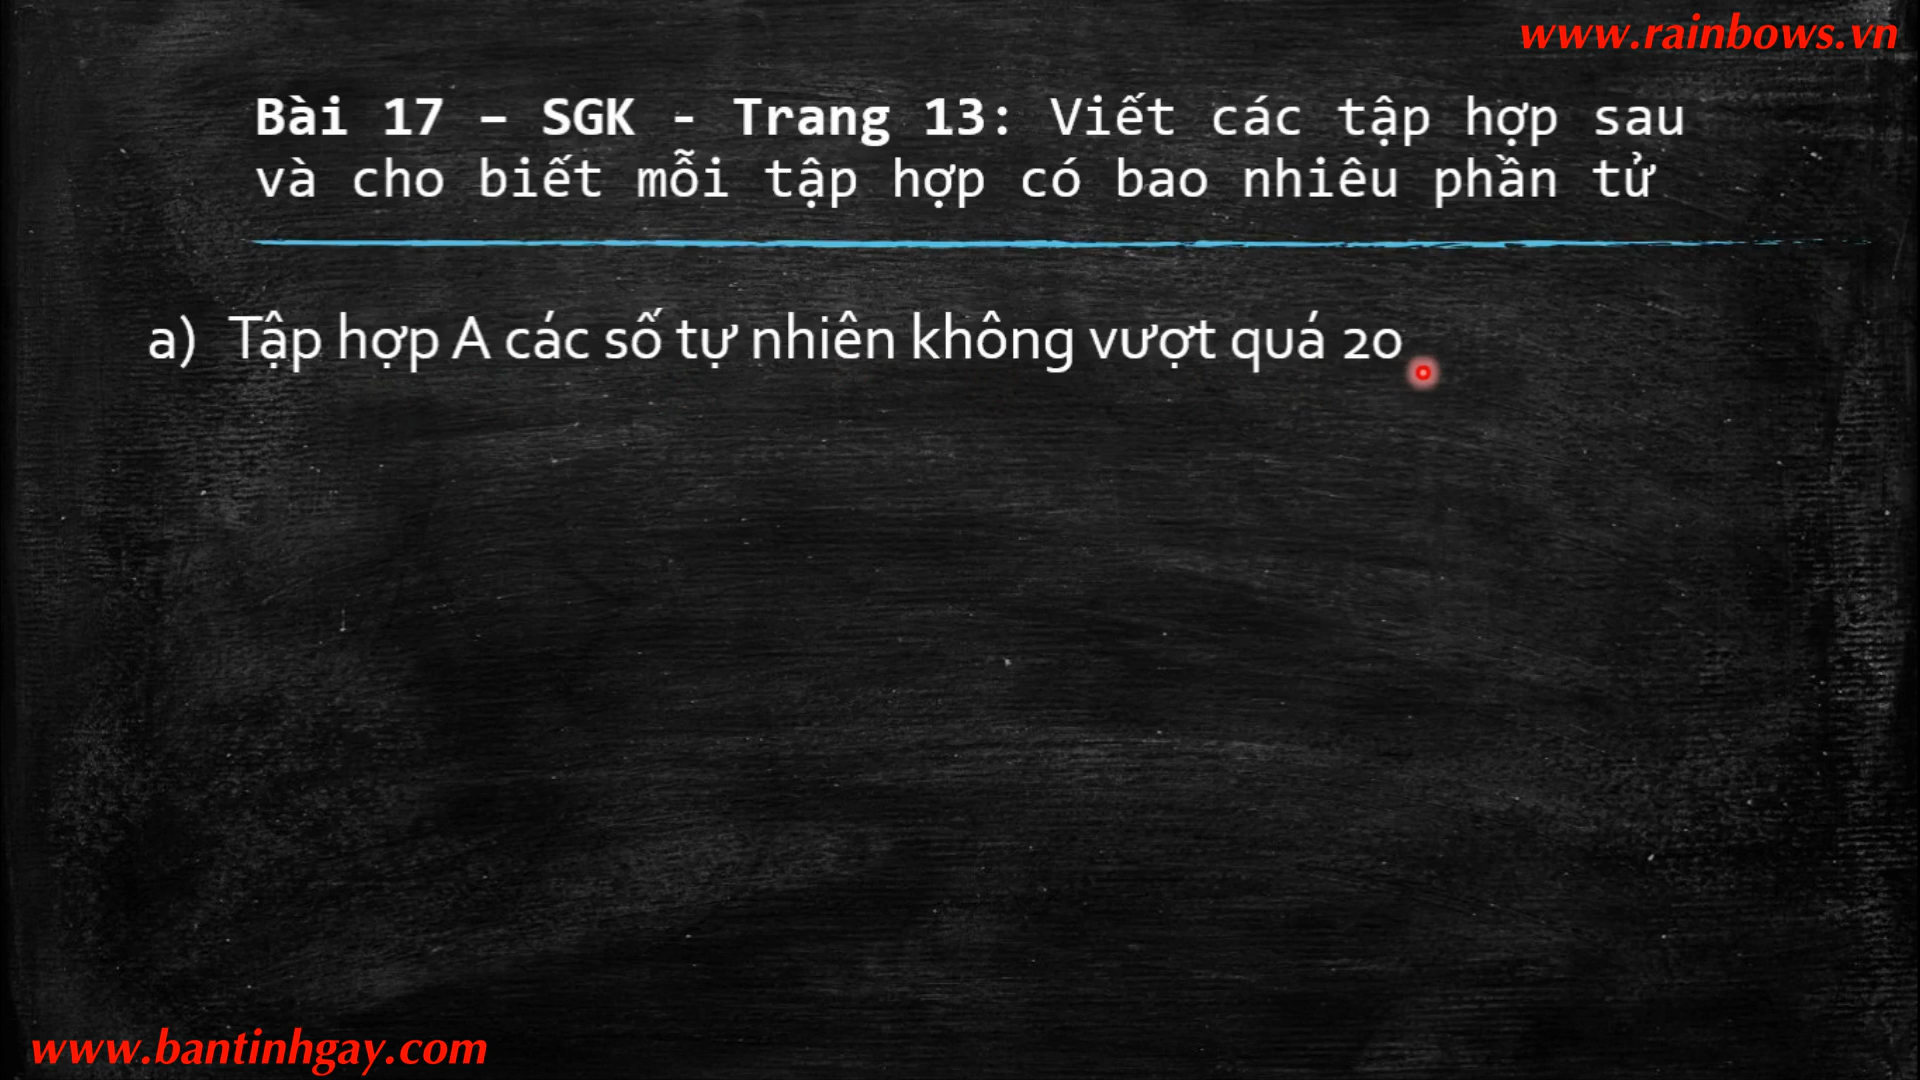 www.rainbows.vn
Bài 17 – SGK - Trang 13: Viết các tập hợp sau
và cho biết mỗi tập hợp có bao nhiêu phần tử
a) Tập hợp A các số tự nhiên không vượt quá 20
www.bantinhgay.com